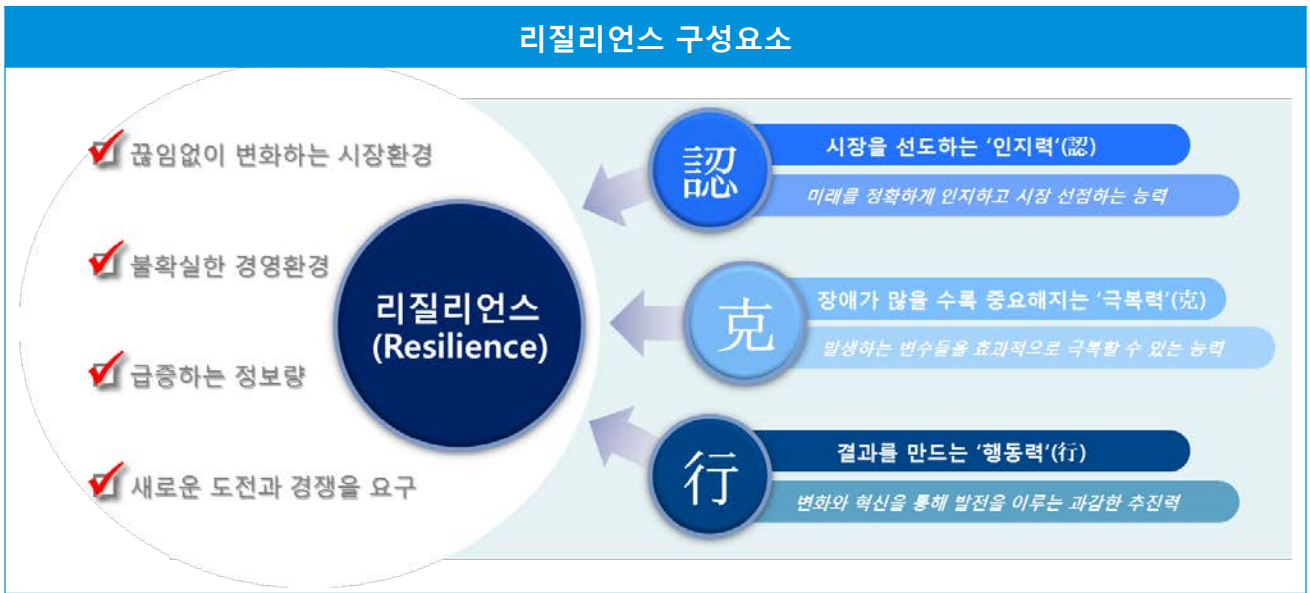 리질리언스 구성요소
끊임없이 변화하는 시장환경
불확실한 경영환경
급증하는 정보량
새로운 도전과 경쟁을 요구
리질리언스
(Resilience)
認
시장을 선도하는 ‘인지력’(認)
미래를 정확하게 인지하고 시장 선점하는 능력
克
장애가 많을 수록 중요해지는 ‘극복력’(克)
발생하는 변수들을 효과적으로 극복할 수 있는 능력
行
결과를 만드는 ‘행동력’(行)
변화와 혁신을 통해 발전을 이루는 과감한 추진력